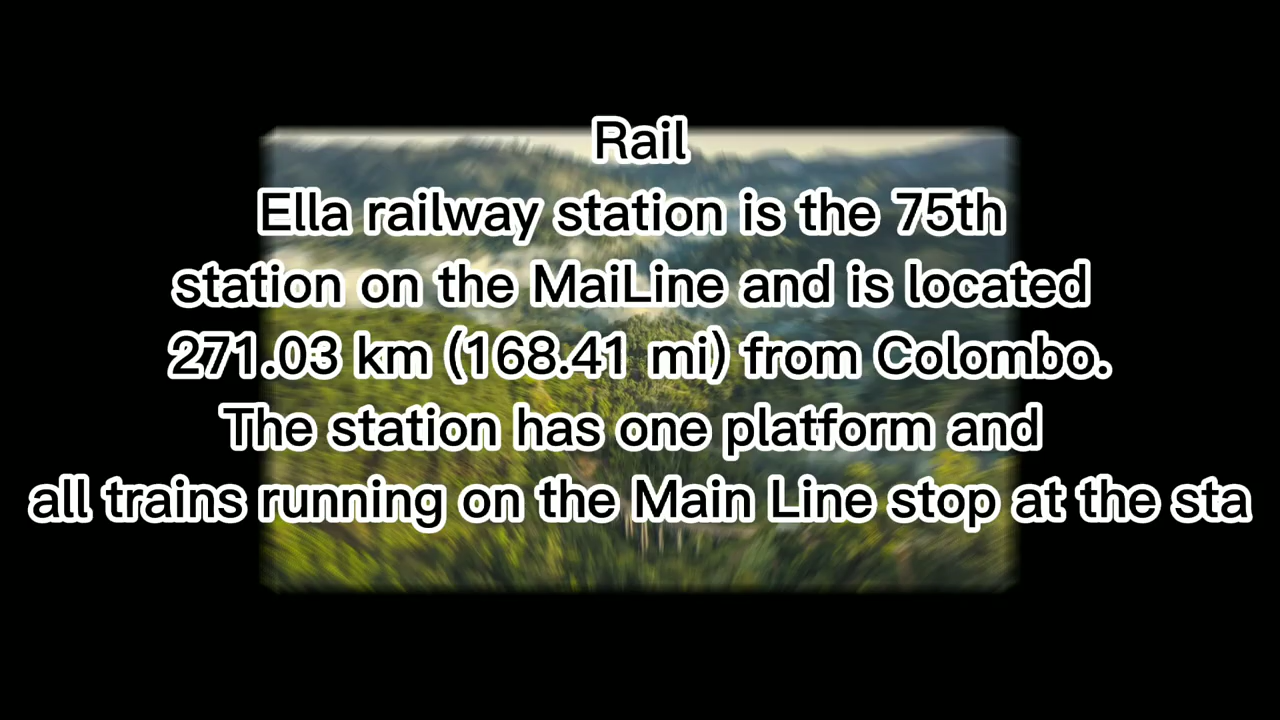 Rail
Ella railway station is the 75th
station on the MaiLine and is located
271.03 km (168.41 mi) from Colombo.
The station has one platform and
all trains running on the Main Line stop at the sta